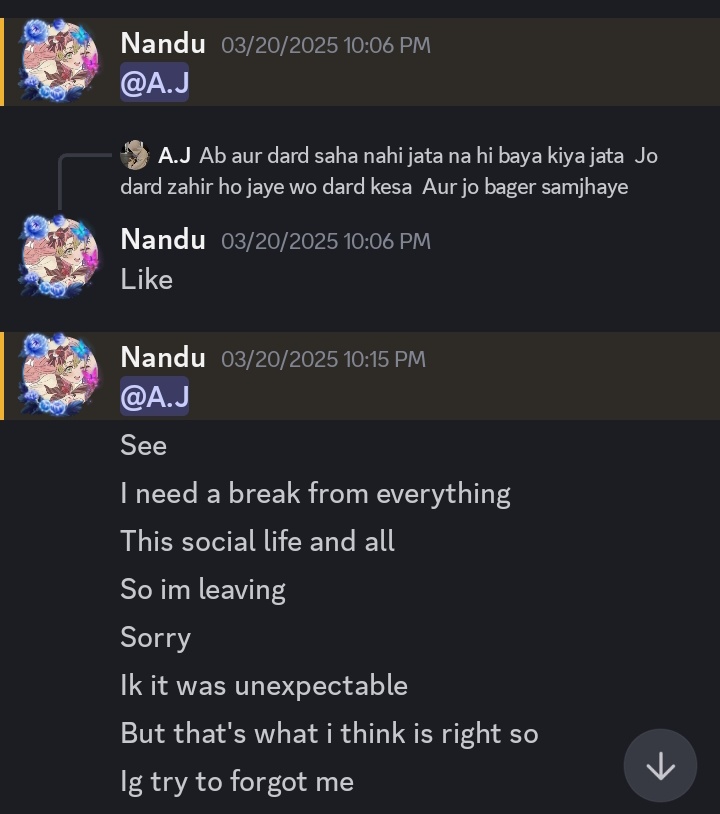 Nandu 03/20/2025 10:06 PM
@A.J
A.J Ab aur dard saha nahi jata na hi baya kiya jata Jo
dard zahir ho jaye wo dard kesa Aur jo bager samjhaye
Nandu 03/20/2025 10:06 PM
Like
Nandu 03/20/2025 10:15 PM
@A.J
See
I need a break from everything
This social life and all
So im leaving
Sorry
Ik it was unexpectable
But that's what i think is right so
Ig try to forgot me